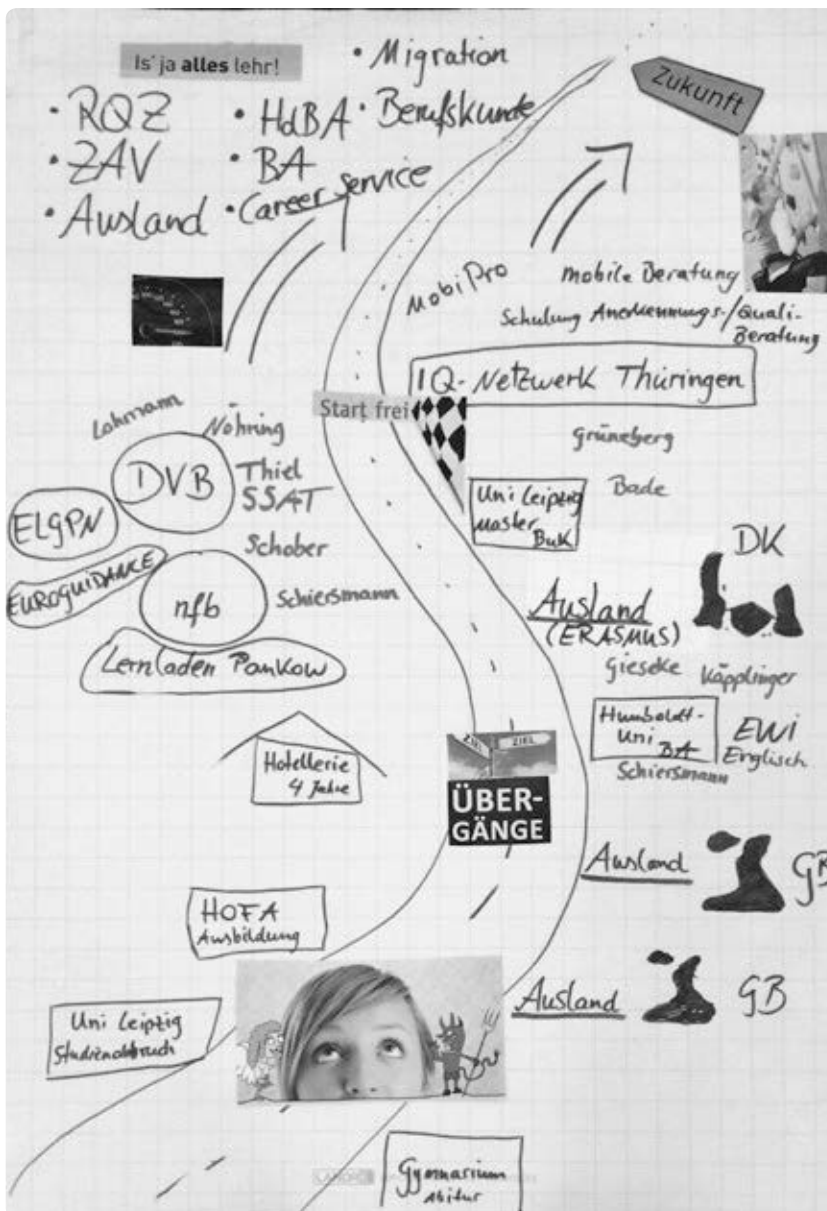 Is' ja alles lehr!
• Migration
• RQZ
• HdBA
• Berufskunde
• ZAV
• BA
• Ausland
• Career Service
Zukunft
MobiPro
mobile Beratung
Schulung Anerkennungs-/Quali-
Beratung
IQ-Netzwerk Thüringen
Start frei
Lohmann
Nöhring
DVB
Thiel
SSAT
ELGPN
Schober
EUROGUIDANCE
nfb
Schiersmann
Lernladen Pankow
Grüneberg
Uni Leipzig
Master
BuK
Bade
DK
Ausland
(ERASMUS)
Gieseke
Käpplinger
Humboldt-
Uni
BA
EWi
Englisch
Schiersmann
Hotellerie
4 Jahre
ZIEL
ZIEL
ÜBER-
GÄNGE
Ausland
GB
HOFA
Ausbildung
Ausland
GB
Uni Leipzig
Studienabbruch
Gymnasium
Abitur